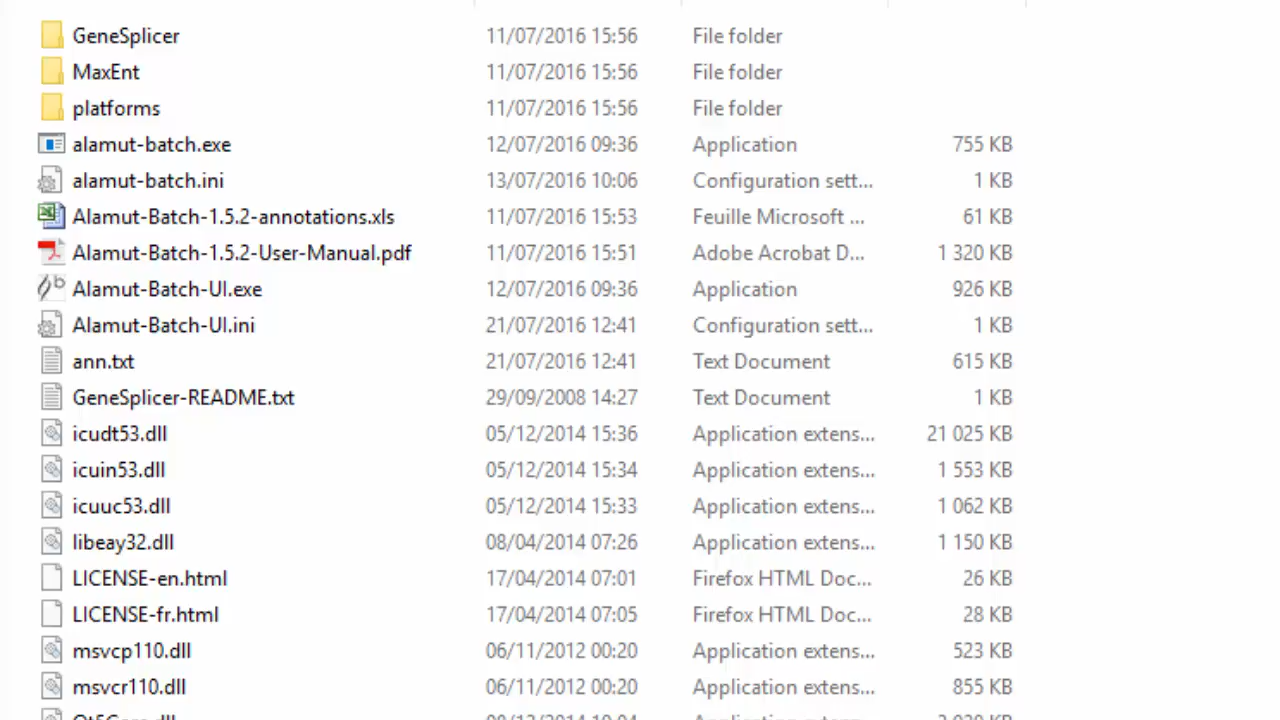 GeneSplicer 11/07/2016 15:56 File folder
MaxEnt 11/07/2016 15:56 File folder
platforms 11/07/2016 15:56 File folder
alamut-batch.exe 12/07/2016 09:36 Application 755 KB
alamut-batch.ini 13/07/2016 10:06 Configuration sett... 1 KB
Alamut-Batch-1.5.2-annotations.xls 11/07/2016 15:53 Feuille Microsoft ... 61 KB
Alamut-Batch-1.5.2-User-Manual.pdf 11/07/2016 15:51 Adobe Acrobat D... 1 320 KB
Alamut-Batch-UI.exe 12/07/2016 09:36 Application 926 KB
Alamut-Batch-UI.ini 21/07/2016 12:41 Configuration sett... 1 KB
ann.txt 21/07/2016 12:41 Text Document 615 KB
GeneSplicer-README.txt 29/09/2008 14:27 Text Document 1 KB
icudt53.dll 05/12/2014 15:36 Application extens... 21 025 KB
icuin53.dll 05/12/2014 15:34 Application extens... 1 553 KB
icuuc53.dll 05/12/2014 15:33 Application extens... 1 062 KB
libeay32.dll 08/04/2014 07:26 Application extens... 1 150 KB
LICENSE-en.html 17/04/2014 07:01 Firefox HTML Doc... 26 KB
LICENSE-fr.html 17/04/2014 07:05 Firefox HTML Doc... 28 KB
msvcp110.dll 06/11/2012 00:20 Application extens... 523 KB
msvcr110.dll 06/11/2012 00:20 Application extens... 855 KB